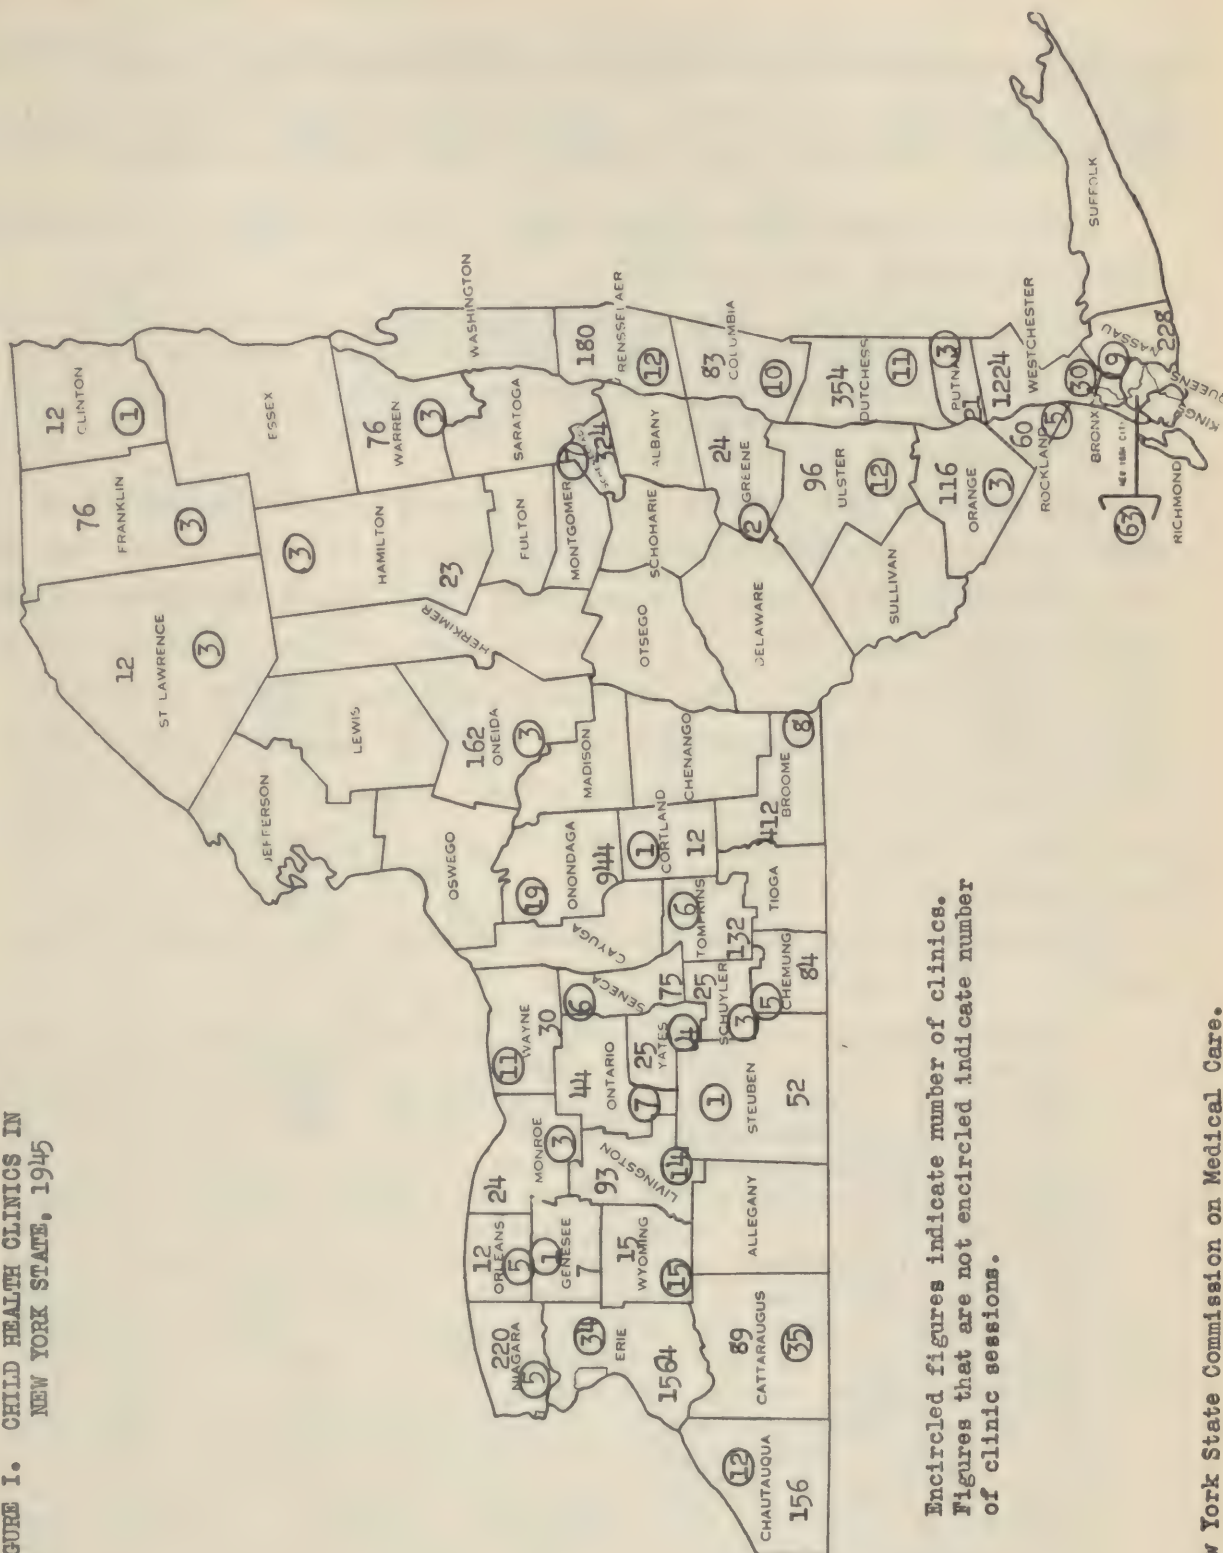 GURE I. CHILD HEALTH CLINICS IN
NEW YORK STATE, 1945
12
CLINTON
1
76
FRANKLIN
3
12
ST LAWRENCE
3
ESSEX
JEFFERSON
LEWIS
HERKIMER
3
HAMILTON
23
76
WARREN
3
WASHINGTON
OSWEGO
162
ONEIDA
3
FULTON
SARATOGA
MONTGOMERY
17
324
220
NIAGARA
5
12
ORLEANS
5
24
MONROE
3
11
WAYNE
30
CAYUGA
19
ONONDAGA
944
MADISON
OTSEGO
SCHOHARIE
ALBANY
180
RENSSELAER
12
34
ERIE
1564
1
GENESEE
7
15
WYOMING
15
93
LIVINGSTON
14
44
ONTARIO
7
25
YATES
4
6
SENECA
75
1
CORTLAND
12
CHENANGO
6
TOMPKINS
132
25
SCHUYLER
3
24
GREENE
2
83
COLUMBIA
10
12
CHAUTAUQUA
156
89
CATTARAUGUS
35
ALLEGANY
1
STEUBEN
52
5
CHEMUNG
84
TIOGA
412
BROOME
8
DELAWARE
96
ULSTER
12
354
DUTCHESS
11
SULLIVAN
116
ORANGE
3
PUTNAM
3
21
60
ROCKLAND
5
1224
WESTCHESTER
30
BRONX
NEW YORK CITY
63
RICHMOND
KINGS
QUEENS
9
NASSAU
228
SUFFOLK
Encircled figures indicate number of clinics.
Figures that are not encircled indicate number
of clinic sessions.
w York State Commission on Medical Care.